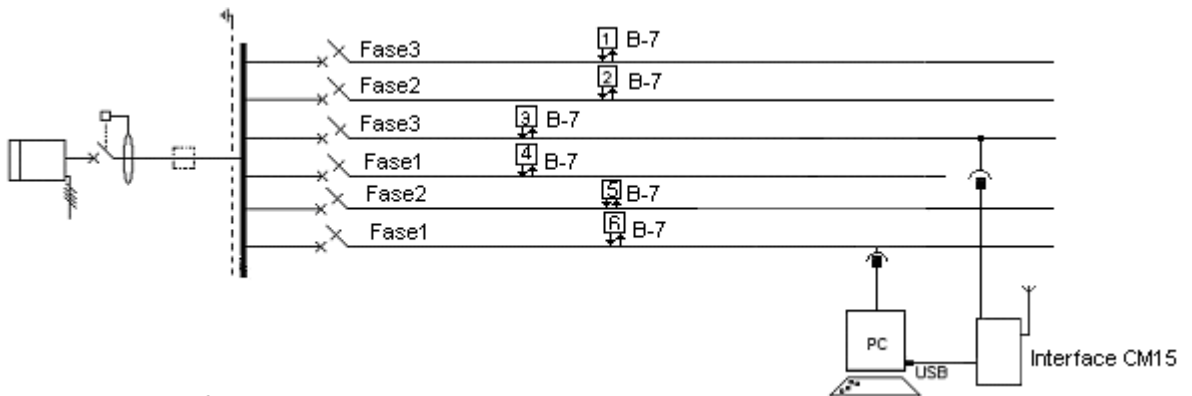 1 B-7
Fase3
2 B-7
Fase2
3 B-7
Fase3
4 B-7
Fase1
5 B-7
Fase2
6 B-7
Fase1
PC
USB
Interface CM15